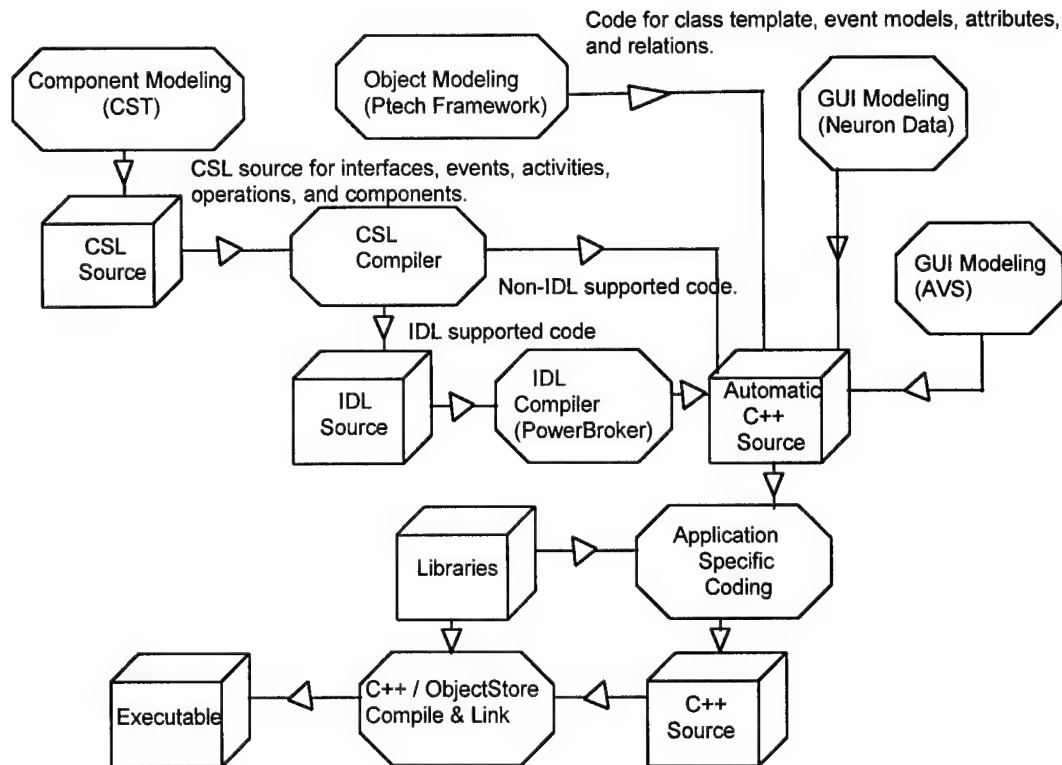 Code for class template, event models, attributes,
and relations.
Component Modeling
(CST)
Object Modeling
(Ptech Framework)
GUI Modeling
(Neuron Data)
CSL source for interfaces, events, activities,
operations, and components.
CSL
Source
CSL
Compiler
GUI Modeling
(AVS)
Non-IDL supported code.
IDL supported code
IDL
Source
IDL
Compiler
(PowerBroker)
Automatic
C++
Source
Libraries
Application
Specific
Coding
Executable
C++ / ObjectStore
Compile & Link
C++
Source